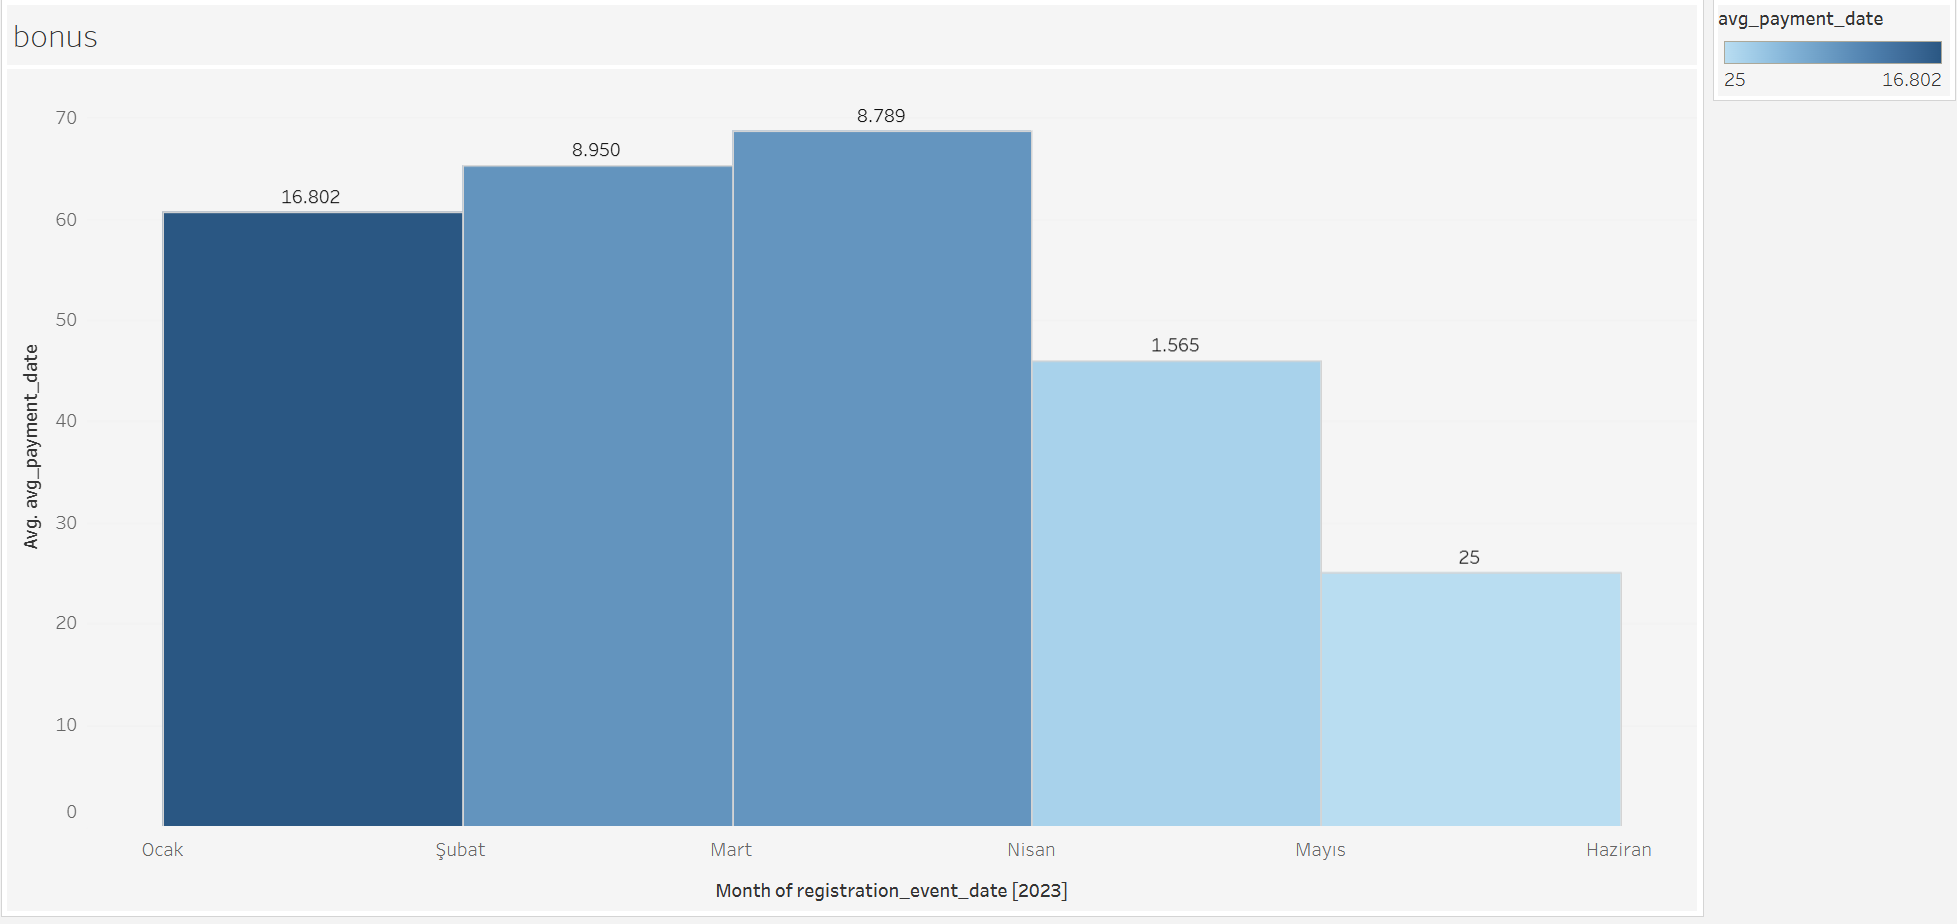 bonus
avg_payment_date
25 16.802
70
60
50
40
30
20
10
0
Avg. avg_payment_date
16.802
8.950
8.789
1.565
25
Ocak Şubat Mart Nisan Mayıs Haziran
Month of registration_event_date [2023]